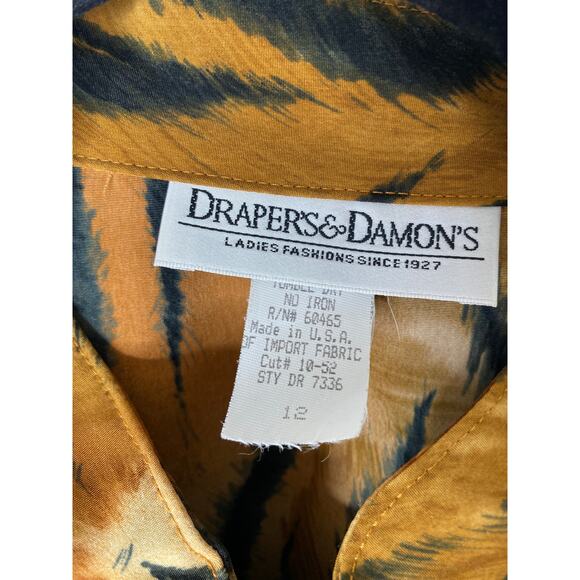 DRAPER'S & DAMON'S
LADIES FASHIONS SINCE 1927
TUMBLE DRY
NO IRON
R/N# 60465
Made in U.S.A.
OF IMPORT FABRIC
Cut# 10-52
STY DR 7336
12